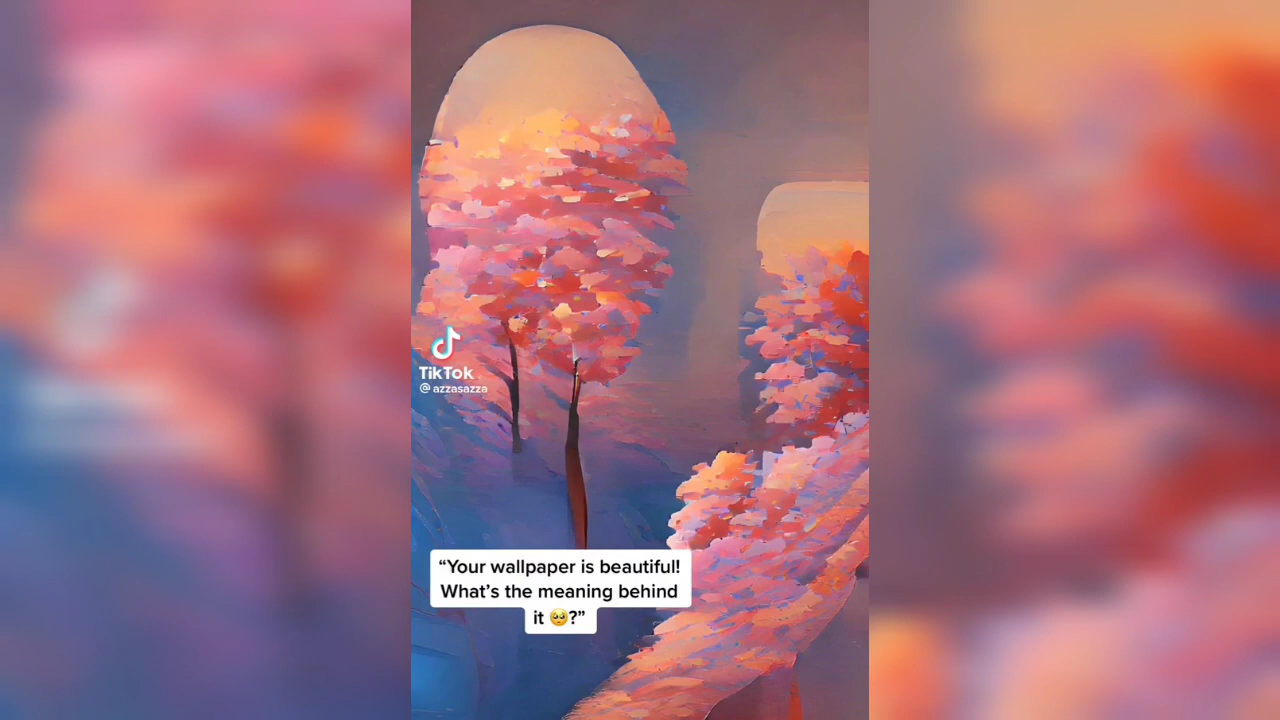 TikTok
@azzasazza
“Your wallpaper is beautiful!
What’s the meaning behind
it 🥺?”